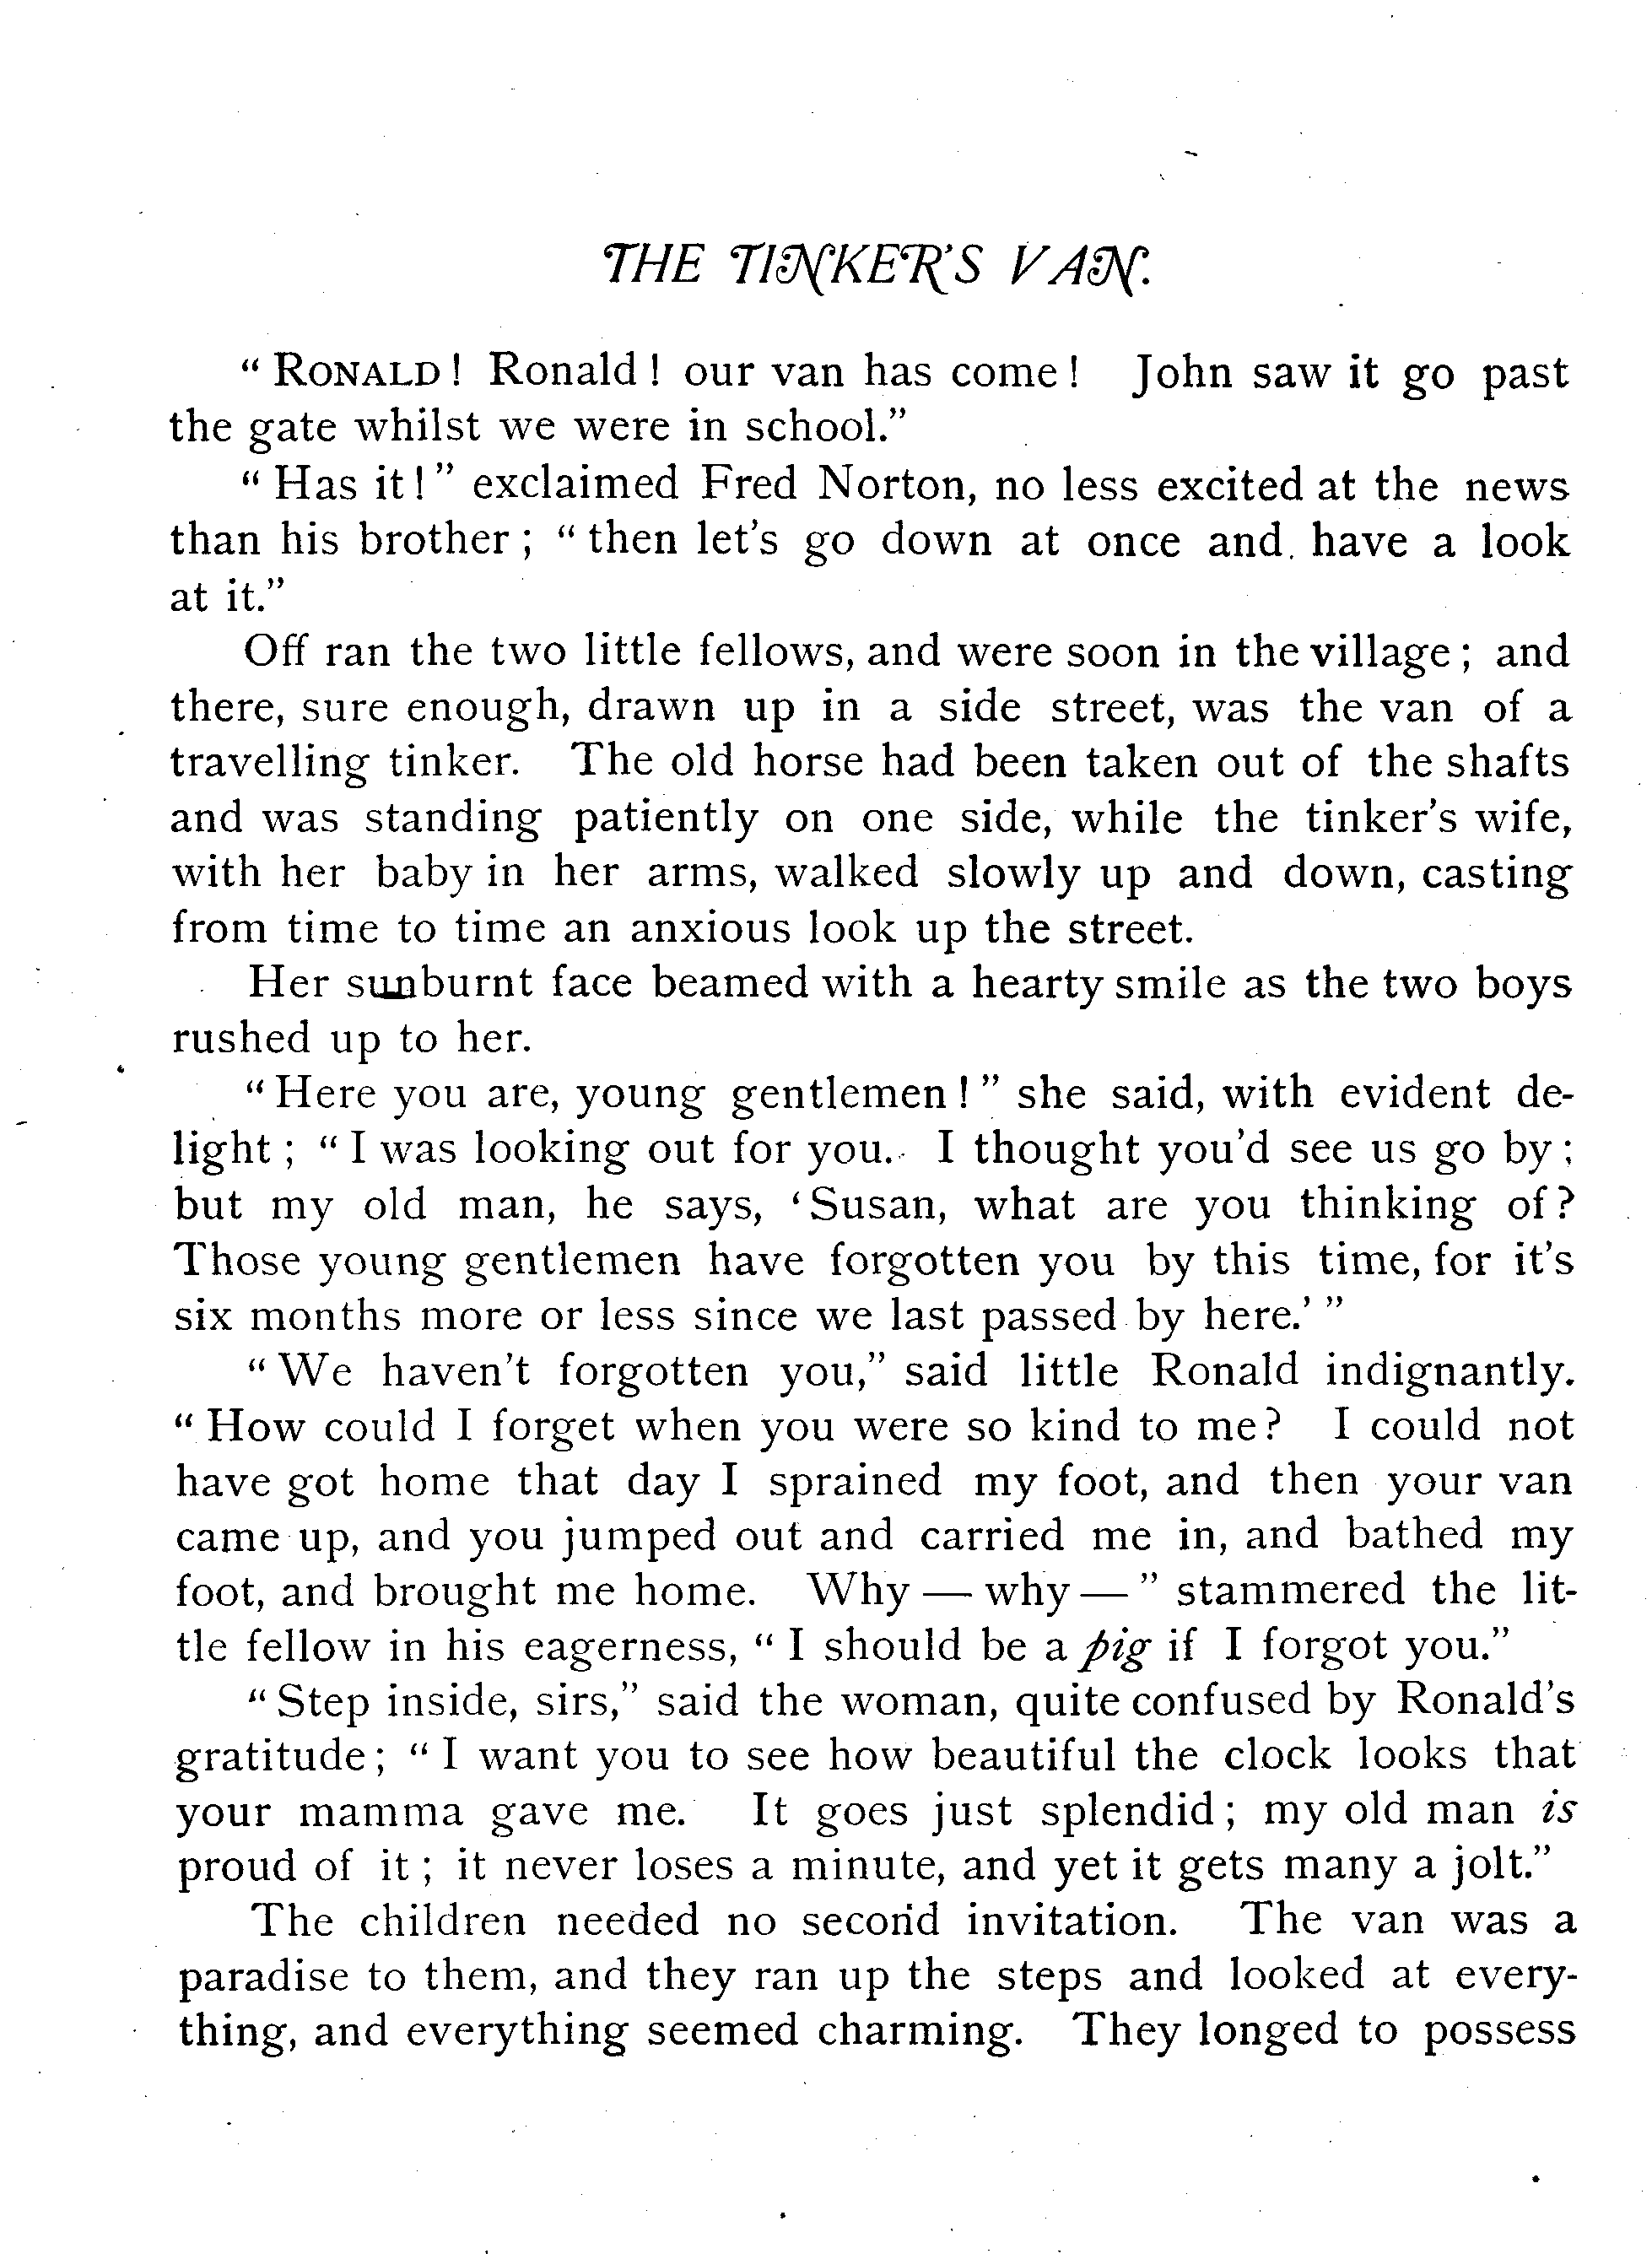 THE TINKER'S VAN.
“ RONALD ! Ronald ! our van has come ! John saw it go past
the gate whilst we were in school.”
“ Has it ! ” exclaimed Fred Norton, no less excited at the news
than his brother ; “ then let's go down at once and have a look
at it.”
Off ran the two little fellows, and were soon in the village ; and
there, sure enough, drawn up in a side street, was the van of a
travelling tinker. The old horse had been taken out of the shafts
and was standing patiently on one side, while the tinker's wife,
with her baby in her arms, walked slowly up and down, casting
from time to time an anxious look up the street.
Her sunburnt face beamed with a hearty smile as the two boys
rushed up to her.
“ Here you are, young gentlemen ! ” she said, with evident de-
light ; “ I was looking out for you. I thought you'd see us go by ;
but my old man, he says, ‘ Susan, what are you thinking of ?
Those young gentlemen have forgotten you by this time, for it's
six months more or less since we last passed by here.’ ”
“ We haven't forgotten you,” said little Ronald indignantly.
“ How could I forget when you were so kind to me ? I could not
have got home that day I sprained my foot, and then your van
came up, and you jumped out and carried me in, and bathed my
foot, and brought me home. Why — why — ” stammered the lit-
tle fellow in his eagerness, “ I should be a pig if I forgot you.”
“ Step inside, sirs,” said the woman, quite confused by Ronald's
gratitude ; “ I want you to see how beautiful the clock looks that
your mamma gave me. It goes just splendid ; my old man is
proud of it ; it never loses a minute, and yet it gets many a jolt.”
The children needed no second invitation. The van was a
paradise to them, and they ran up the steps and looked at every-
thing, and everything seemed charming. They longed to possess